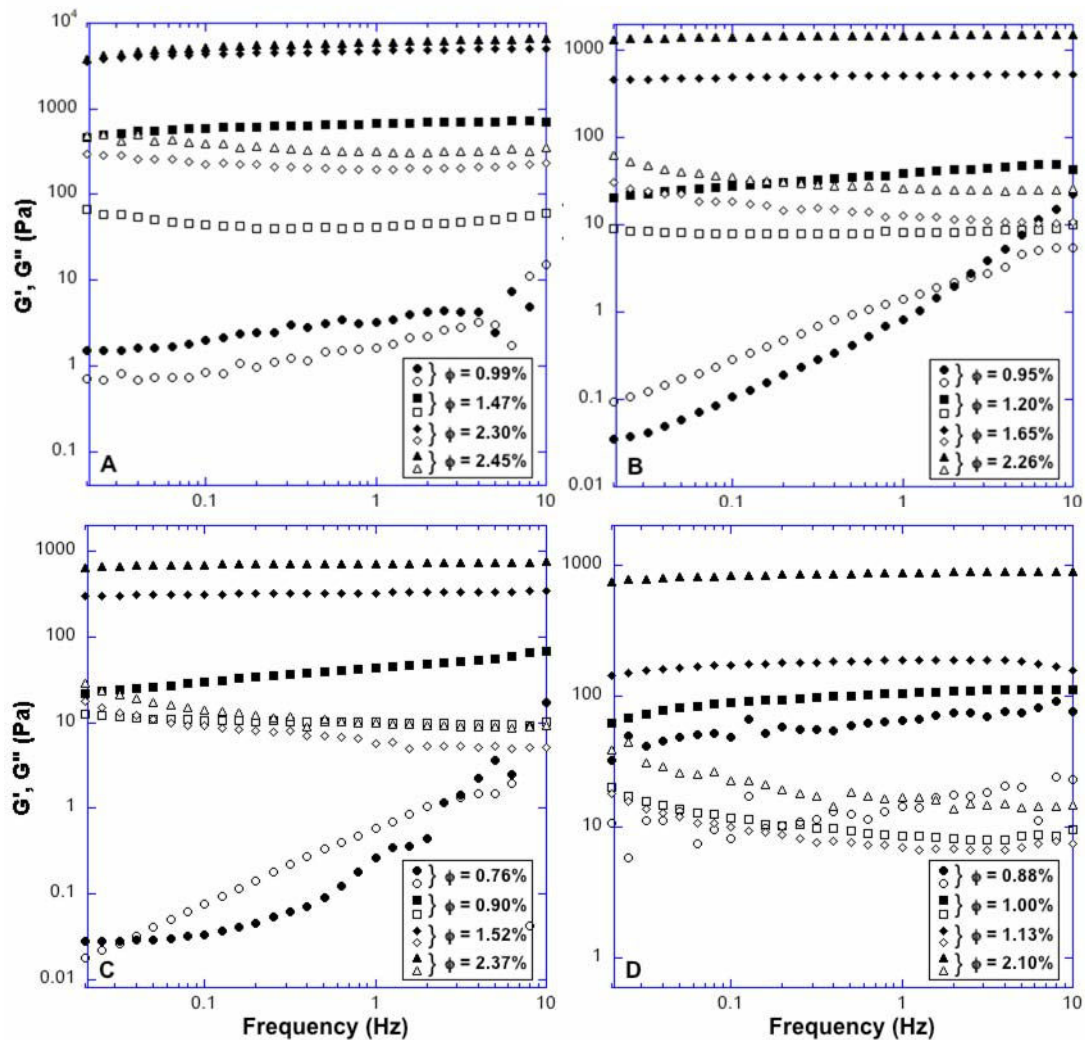 10⁴
1000
100
10
1
0.1
G', G" (Pa)
A
} ϕ = 0.99%
} ϕ = 1.47%
} ϕ = 2.30%
} ϕ = 2.45%
0.1 1 10
1000
100
10
1
0.1
0.01
B
} ϕ = 0.95%
} ϕ = 1.20%
} ϕ = 1.65%
} ϕ = 2.26%
0.1 1 10
1000
100
10
1
0.1
0.01
G', G" (Pa)
C
} ϕ = 0.76%
} ϕ = 0.90%
} ϕ = 1.52%
} ϕ = 2.37%
0.1 1 10
Frequency (Hz)
1000
100
10
1
D
} ϕ = 0.88%
} ϕ = 1.00%
} ϕ = 1.13%
} ϕ = 2.10%
0.1 1 10
Frequency (Hz)